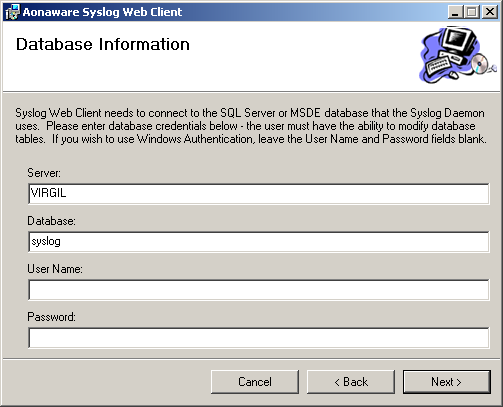 Aonaware Syslog Web Client
Database Information
Syslog Web Client needs to connect to the SQL Server or MSDE database that the Syslog Daemon
uses. Please enter database credentials below - the user must have the ability to modify database
tables. If you wish to use Windows Authentication, leave the User Name and Password fields blank.
Server:
VIRGIL
Database:
syslog
User Name:
Password:
Cancel
< Back
Next >